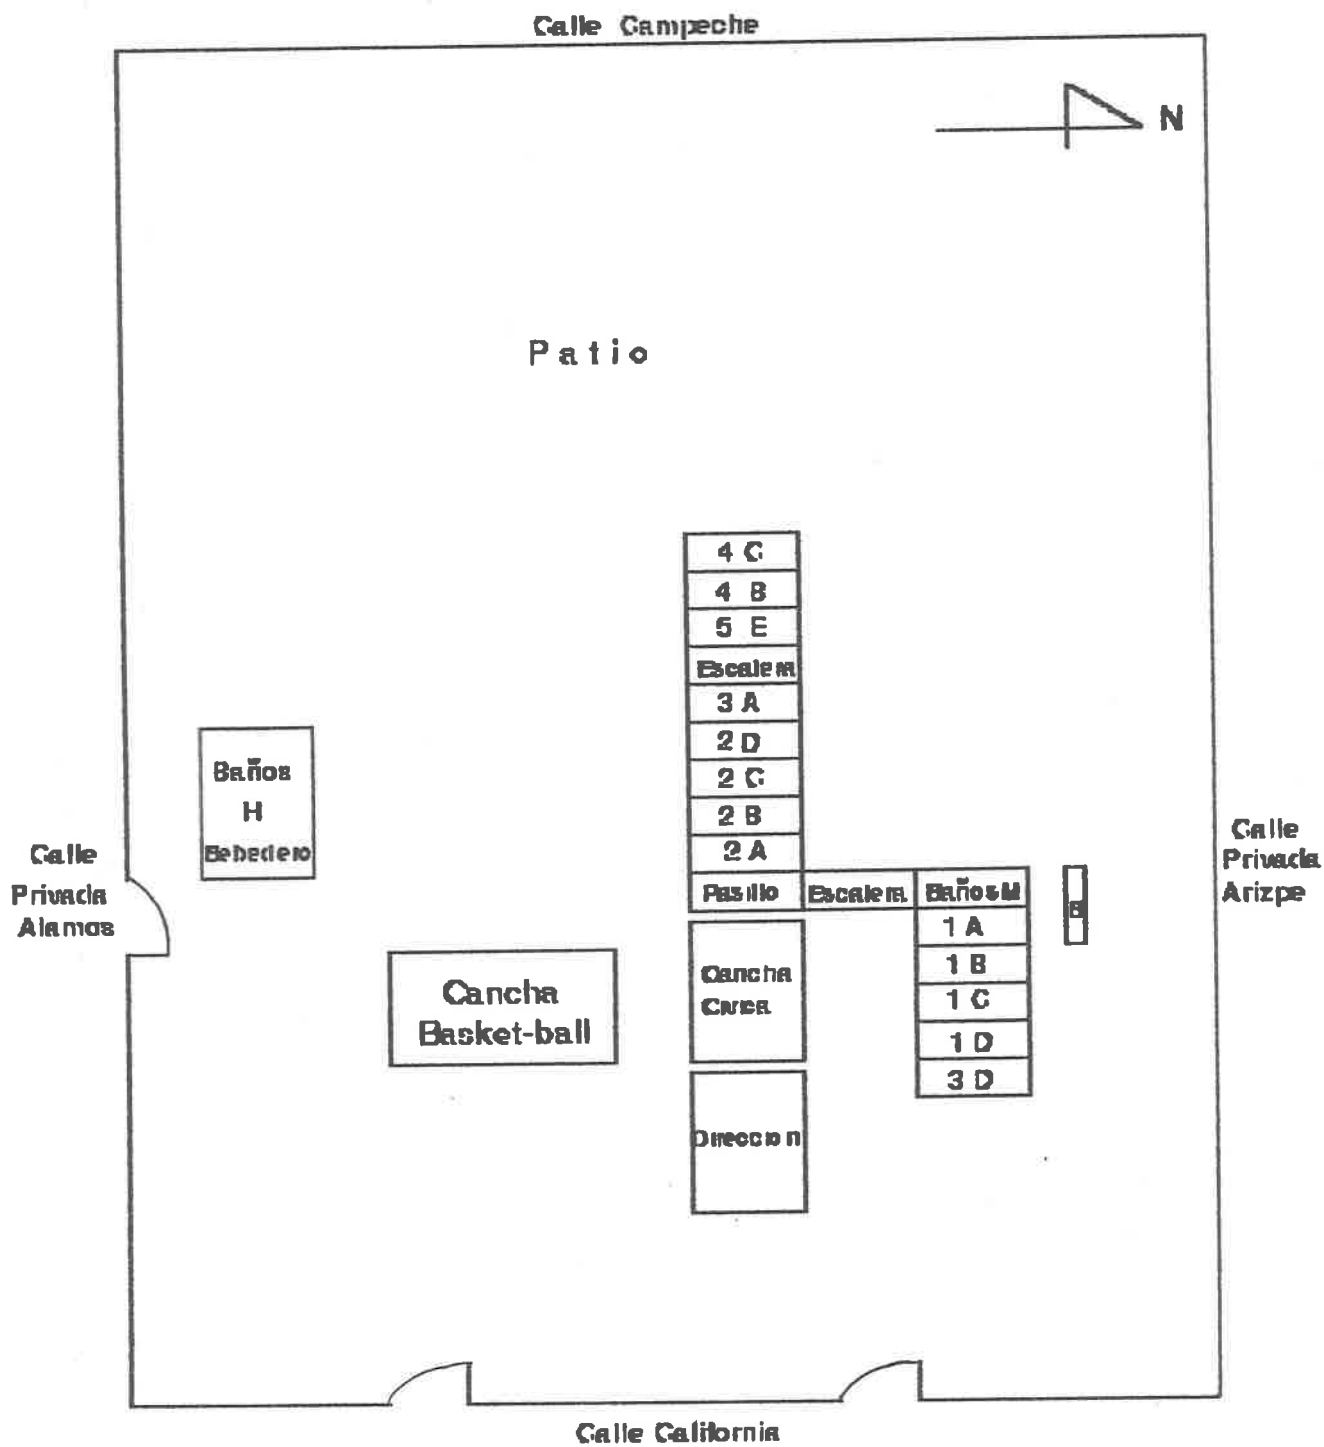 Calle Campeche
N
Patio
4 C
4 B
5 E
Escalera
3 A
2 D
2 C
2 B
2 A
Pasillo
Escalera
Baños M
1 A
1 B
1 C
1 D
3 D
B
Baños
H
Bebedero
Calle
Privada
Alamos
Calle
Privada
Arizpe
Cancha
Basket-ball
Cancha
Civica
Direccion
Calle California